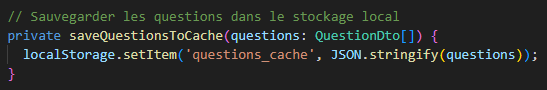 // Sauvegarder les questions dans le stockage local
private saveQuestionsToCache(questions: QuestionDto[]) {
  localStorage.setItem('questions_cache', JSON.stringify(questions));
}